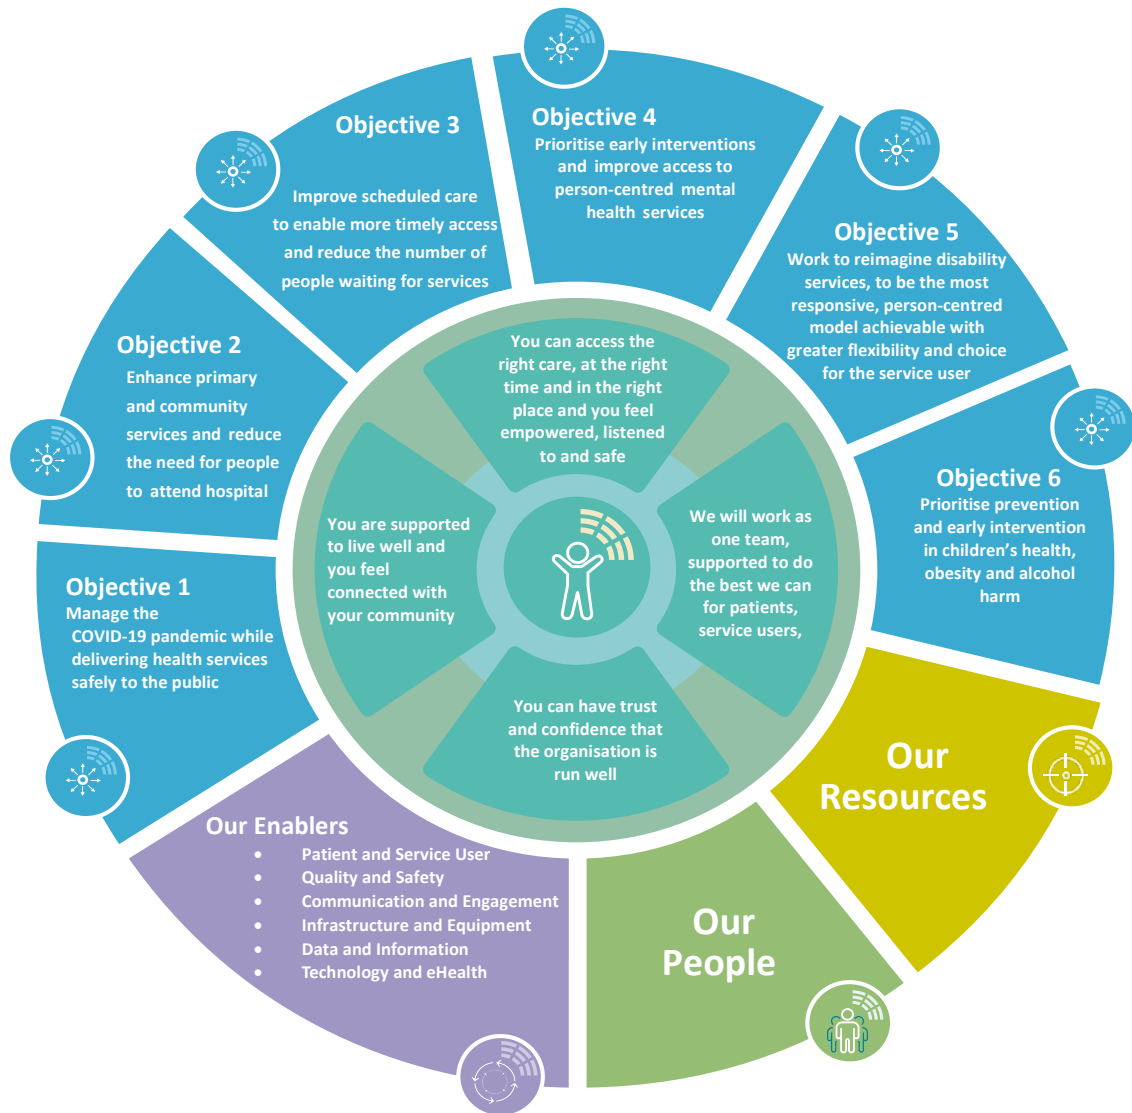 Objective 1
Manage the
COVID-19 pandemic while
delivering health services
safely to the public
Objective 2
Enhance primary
and community
services and reduce
the need for people
to attend hospital
Objective 3
Improve scheduled care
to enable more timely access
and reduce the number of
people waiting for services
Objective 4
Prioritise early interventions
and improve access to
person-centred mental
health services
Objective 5
Work to reimagine disability
services, to be the most
responsive, person-centred
model achievable with
greater flexibility and choice
for the service user
Objective 6
Prioritise prevention
and early intervention
in children’s health,
obesity and alcohol
harm
Our
Resources
Our
People
Our Enablers
• Patient and Service User
• Quality and Safety
• Communication and Engagement
• Infrastructure and Equipment
• Data and Information
• Technology and eHealth
You can access the
right care, at the right
time and in the right
place and you feel
empowered, listened
to and safe
We will work as
one team,
supported to do
the best we can
for patients,
service users,
You can have trust
and confidence that
the organisation is
run well
You are supported
to live well and
you feel
connected with
your community